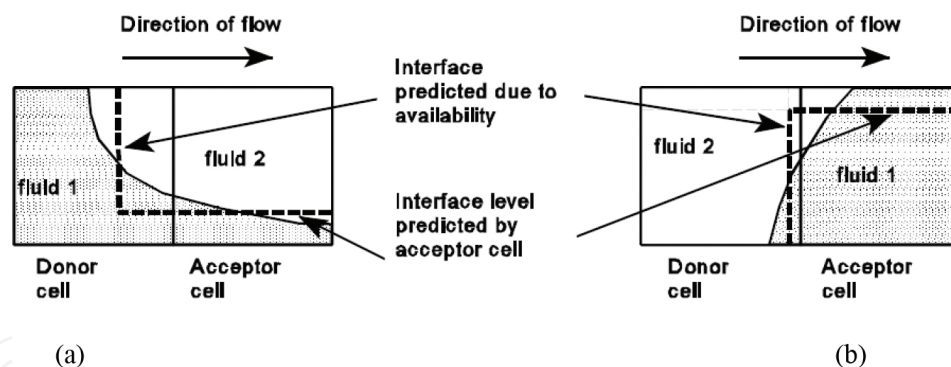 Direction of flow
Direction of flow
Interface
predicted due to
availability
fluid 2
fluid 1
Interface level
predicted by
acceptor cell
fluid 2
fluid 1
Donor
cell
Acceptor
cell
Donor
cell
Acceptor
cell
(a)
(b)